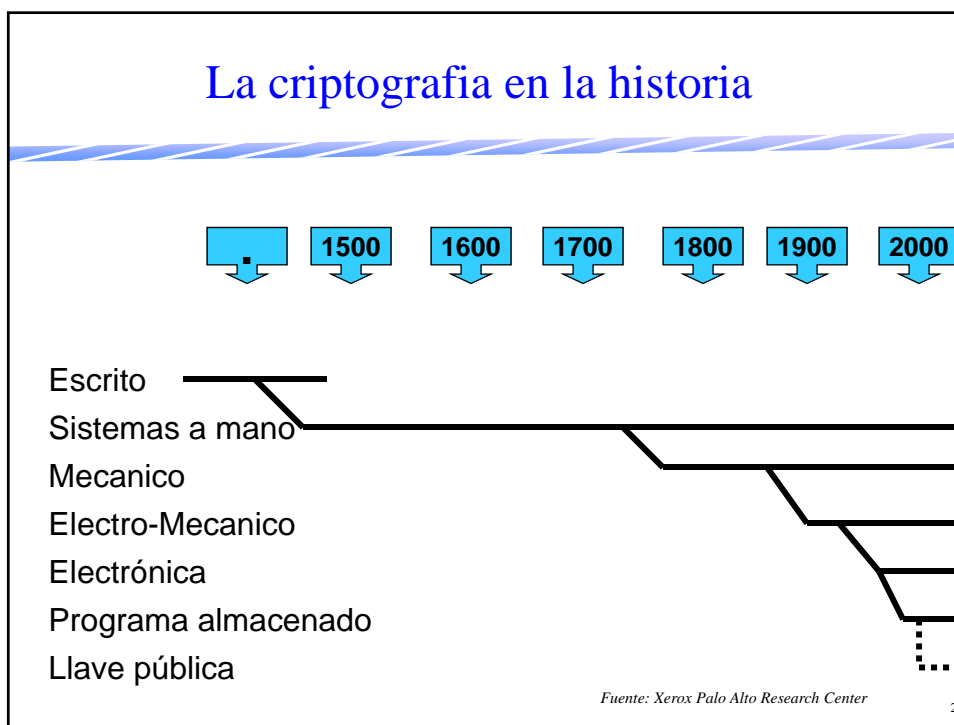 La criptografia en la historia
. 1500 1600 1700 1800 1900 2000
Escrito
Sistemas a mano
Mecanico
Electro-Mecanico
Electrónica
Programa almacenado
Llave pública
Fuente: Xerox Palo Alto Research Center
2